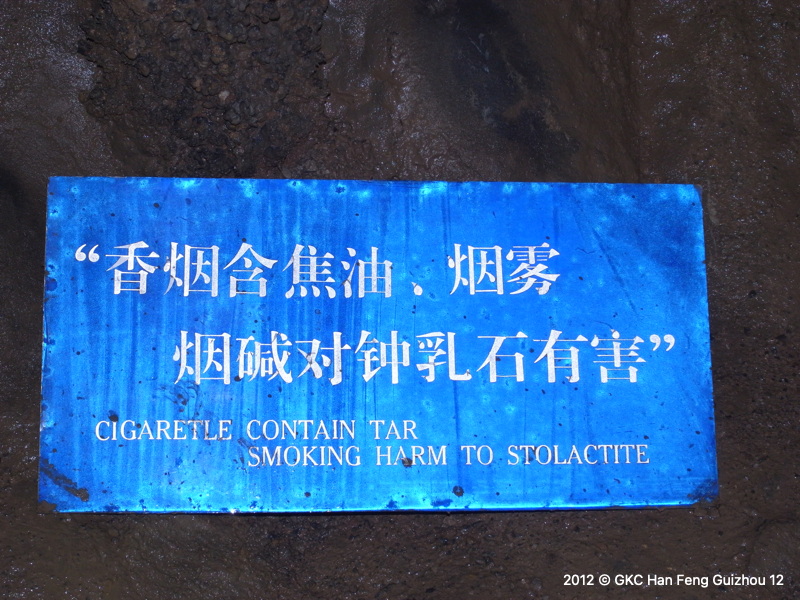 “香烟含焦油、烟雾
烟碱对钟乳石有害”
CIGARETLE CONTAIN TAR
SMOKING HARM TO STOLACTITE
2012 © GKC Han Feng Guizhou 12